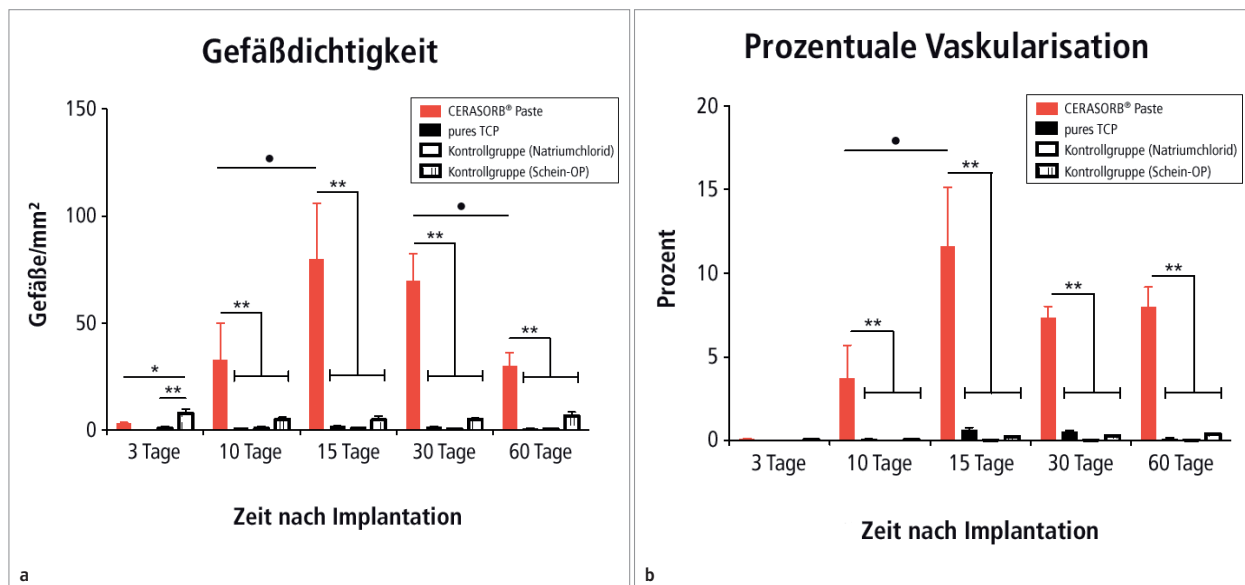 Gefäßdichtigkeit
150
100
50
0
Gefäße/mm²
CERASORB® Paste
pures TCP
Kontrollgruppe (Natriumchlorid)
Kontrollgruppe (Schein-OP)
*
**
**
•
**
**
•
**
3 Tage 10 Tage 15 Tage 30 Tage 60 Tage
Zeit nach Implantation
a
Prozentuale Vaskularisation
20
15
10
5
0
Prozent
CERASORB® Paste
pures TCP
Kontrollgruppe (Natriumchlorid)
Kontrollgruppe (Schein-OP)
**
•
**
**
**
3 Tage 10 Tage 15 Tage 30 Tage 60 Tage
Zeit nach Implantation
b